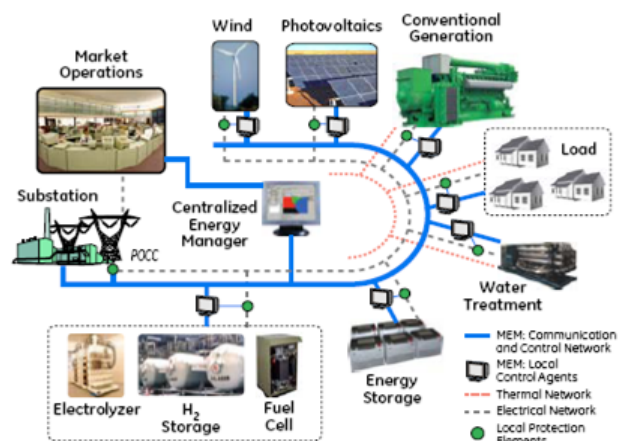 Wind
Photovoltaics
Conventional
Generation
Market
Operations
Load
Substation
Centralized
Energy
Manager
POCC
Water
Treatment
Electrolyzer
H2
Storage
Fuel
Cell
Energy
Storage
MEM: Communication
and Control Network
MEM: Local
Control Agents
Thermal Network
Electrical Network
Local Protection
Elements